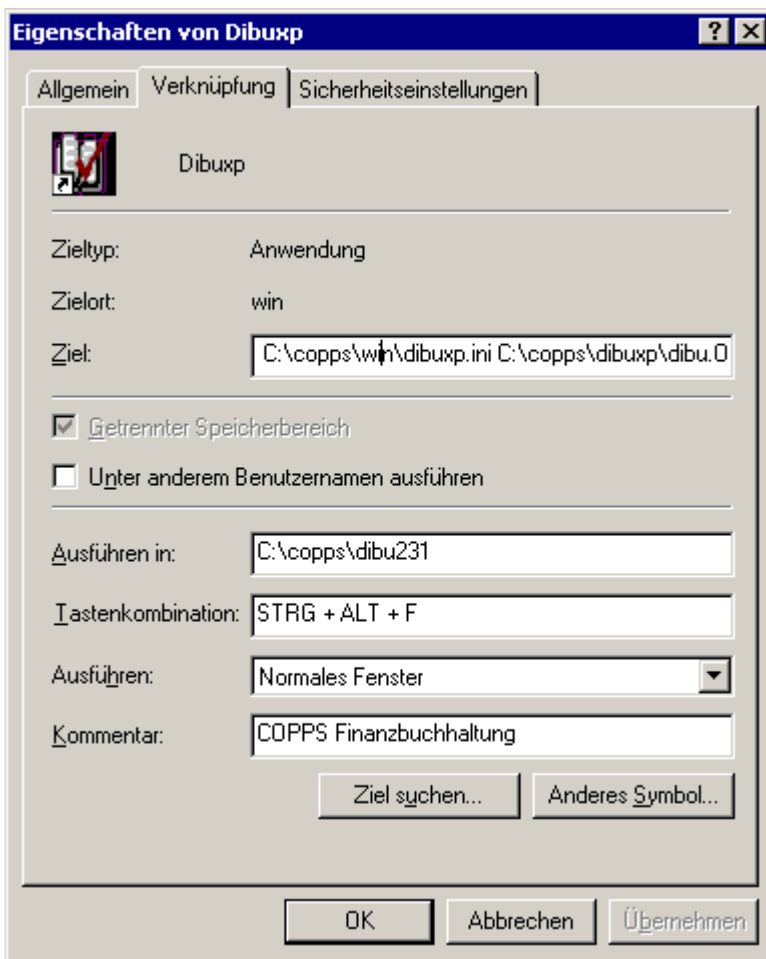 Eigenschaften von Dibuxp
Allgemein Verknüpfung Sicherheitseinstellungen
Dibuxp
Zieltyp: Anwendung
Zielort: win
Ziel: C:\copps\win\dibuxp.ini C:\copps\dibuxp\dibu.O
Getrennter Speicherbereich
Unter anderem Benutzernamen ausführen
Ausführen in: C:\copps\dibu231
Tastenkombination: STRG + ALT + F
Ausführen: Normales Fenster
Kommentar: COPPS Finanzbuchhaltung
Ziel suchen... Anderes Symbol...
OK Abbrechen Übernehmen